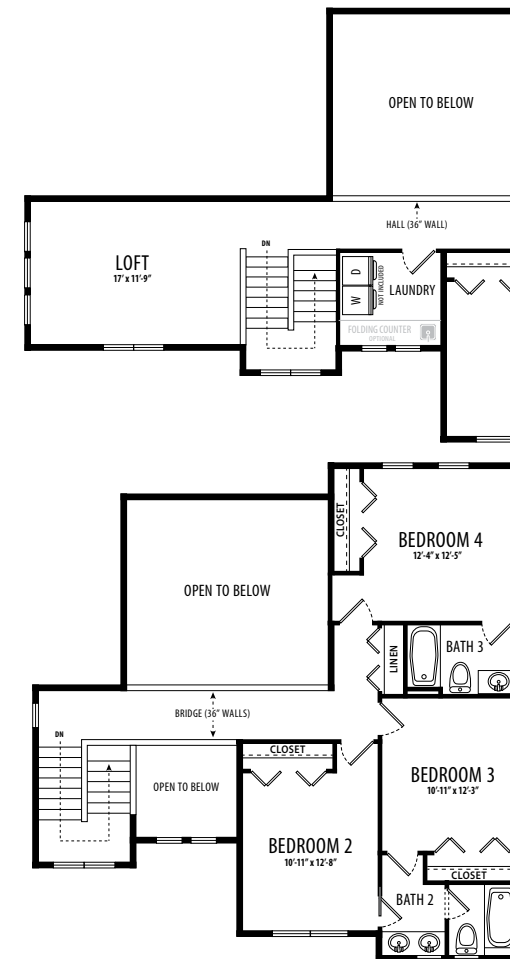 OPEN TO BELOW
HALL (36" WALL)
LOFT
17' x 11'-9"
DN
D
W
NOT INCLUDED
LAUNDRY
FOLDING COUNTER
OPTIONAL
CLOSET
BEDROOM 4
12'-4" x 12'-5"
OPEN TO BELOW
LINEN
BATH 3
BRIDGE (36" WALLS)
DN
CLOSET
OPEN TO BELOW
BEDROOM 3
10'-11" x 12'-3"
BEDROOM 2
10'-11" x 12'-8"
CLOSET
BATH 2